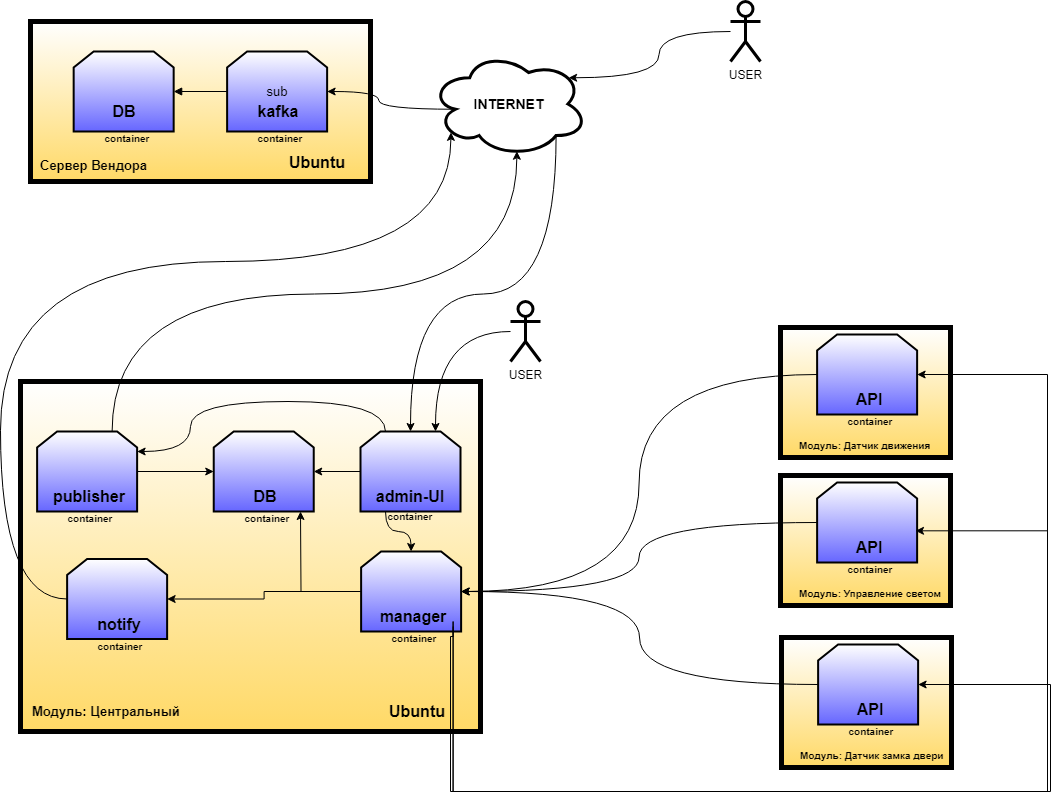 USER
sub
DB
kafka
INTERNET
container
container
Сервер Вендора
Ubuntu
USER
publisher
DB
admin-UI
container
container
container
notify
manager
container
container
Модуль: Центральный
Ubuntu
API
container
Модуль: Датчик движения
API
container
Модуль: Управление светом
API
container
Модуль: Датчик замка двери